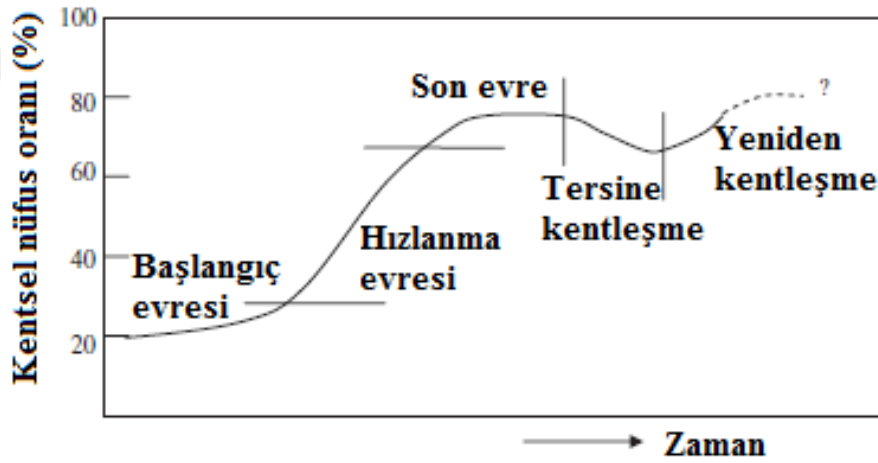 Kentsel nüfus oranı (%)
100
80
60
40
20
Başlangıç
evresi
Hızlanma
evresi
Son evre
Tersine
kentleşme
Yeniden
kentleşme
?
Zaman